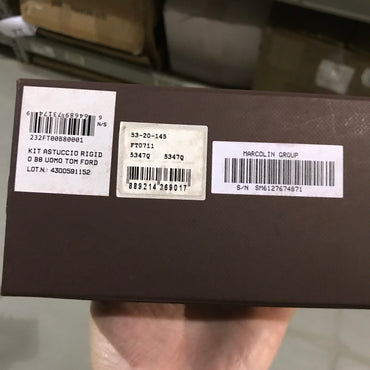 N/S
232FT00B80001
KIT ASTUCCIO RIGID
O BB UOMO TOM FORD
LOT.N.: 4300591152
53-20-145
FT0711
5347Q 5347Q
889214 369017
MARCOLIN GROUP
S/N SM6127674871